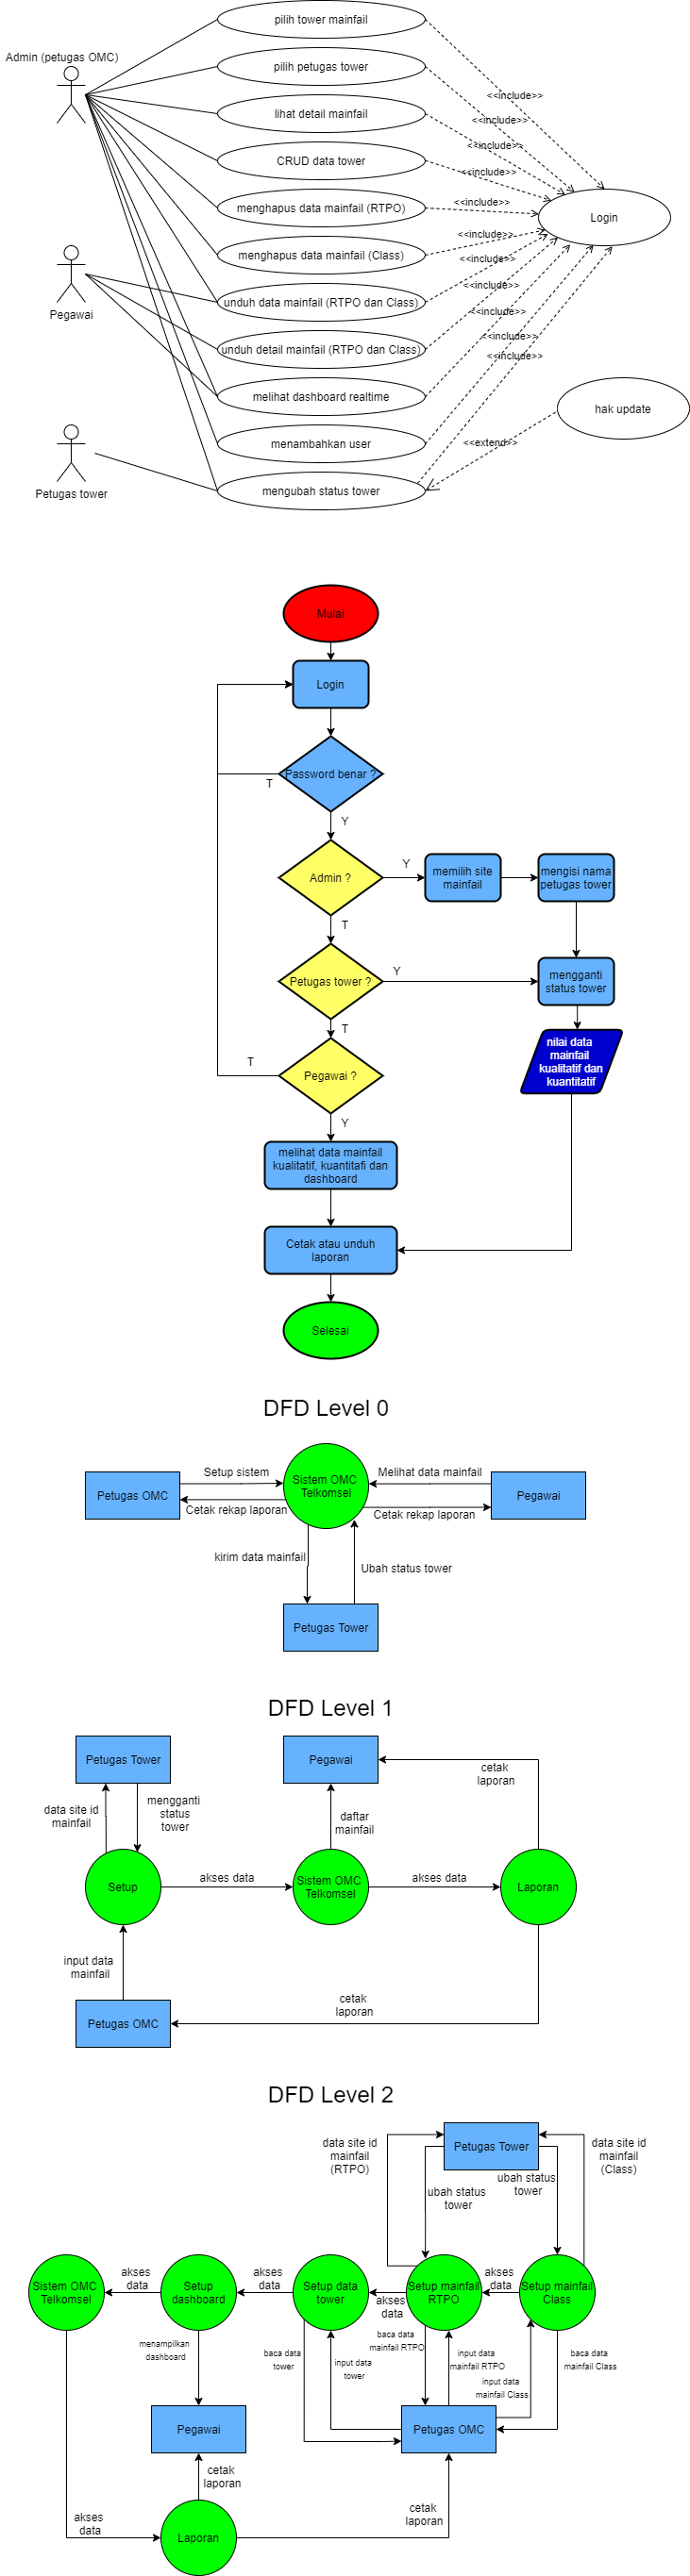 pilih tower mainfail
Admin (petugas OMC)
pilih petugas tower
<<include>>
lihat detail mainfail
<<include>>
<<include>>
CRUD data tower
<<include>>
menghapus data mainfail (RTPO)
<<include>>
Login
<<include>>
menghapus data mainfail (Class)
<<include>>
<<include>>
unduh data mainfail (RTPO dan Class)
Pegawai
<<include>>
<<include>>
unduh detail mainfail (RTPO dan Class)
<<include>>
melihat dashboard realtime
hak update
menambahkan user
<<extend>>
Petugas tower
mengubah status tower
Mulai
Login
Password benar ?
T
Y
Admin ?
Y
memilih site
mainfail
mengisi nama
petugas tower
T
Petugas tower ?
Y
mengganti
status tower
T
nilai data
mainfail
kualitatif dan
kuantitatif
Pegawai ?
T
Y
melihat data mainfail
kualitatif, kuantitafi dan
dashboard
Cetak atau unduh
laporan
Selesai
DFD Level 0
Petugas OMC
Setup sistem
Cetak rekap laporan
Sistem OMC
Telkomsel
Melihat data mainfail
Cetak rekap laporan
Pegawai
kirim data mainfail
Ubah status tower
Petugas Tower
DFD Level 1
Petugas Tower
Pegawai
cetak
laporan
data site id
mainfail
mengganti
status
tower
daftar
mainfail
Setup
akses data
Sistem OMC
Telkomsel
akses data
Laporan
input data
mainfail
cetak
laporan
Petugas OMC
DFD Level 2
Petugas Tower
data site id
mainfail
(RTPO)
data site id
mainfail
(Class)
ubah status
tower
ubah status
tower
Sistem OMC
Telkomsel
akses
data
Setup
dashboard
akses
data
Setup data
tower
akses
data
Setup mainfail
RTPO
akses
data
Setup mainfail
Class
menampilkan
dashboard
baca data
tower
input data
tower
baca data
mainfail RTPO
input data
mainfail RTPO
input data
mainfail Class
baca data
mainfail Class
Pegawai
Petugas OMC
cetak
laporan
akses
data
Laporan
cetak
laporan